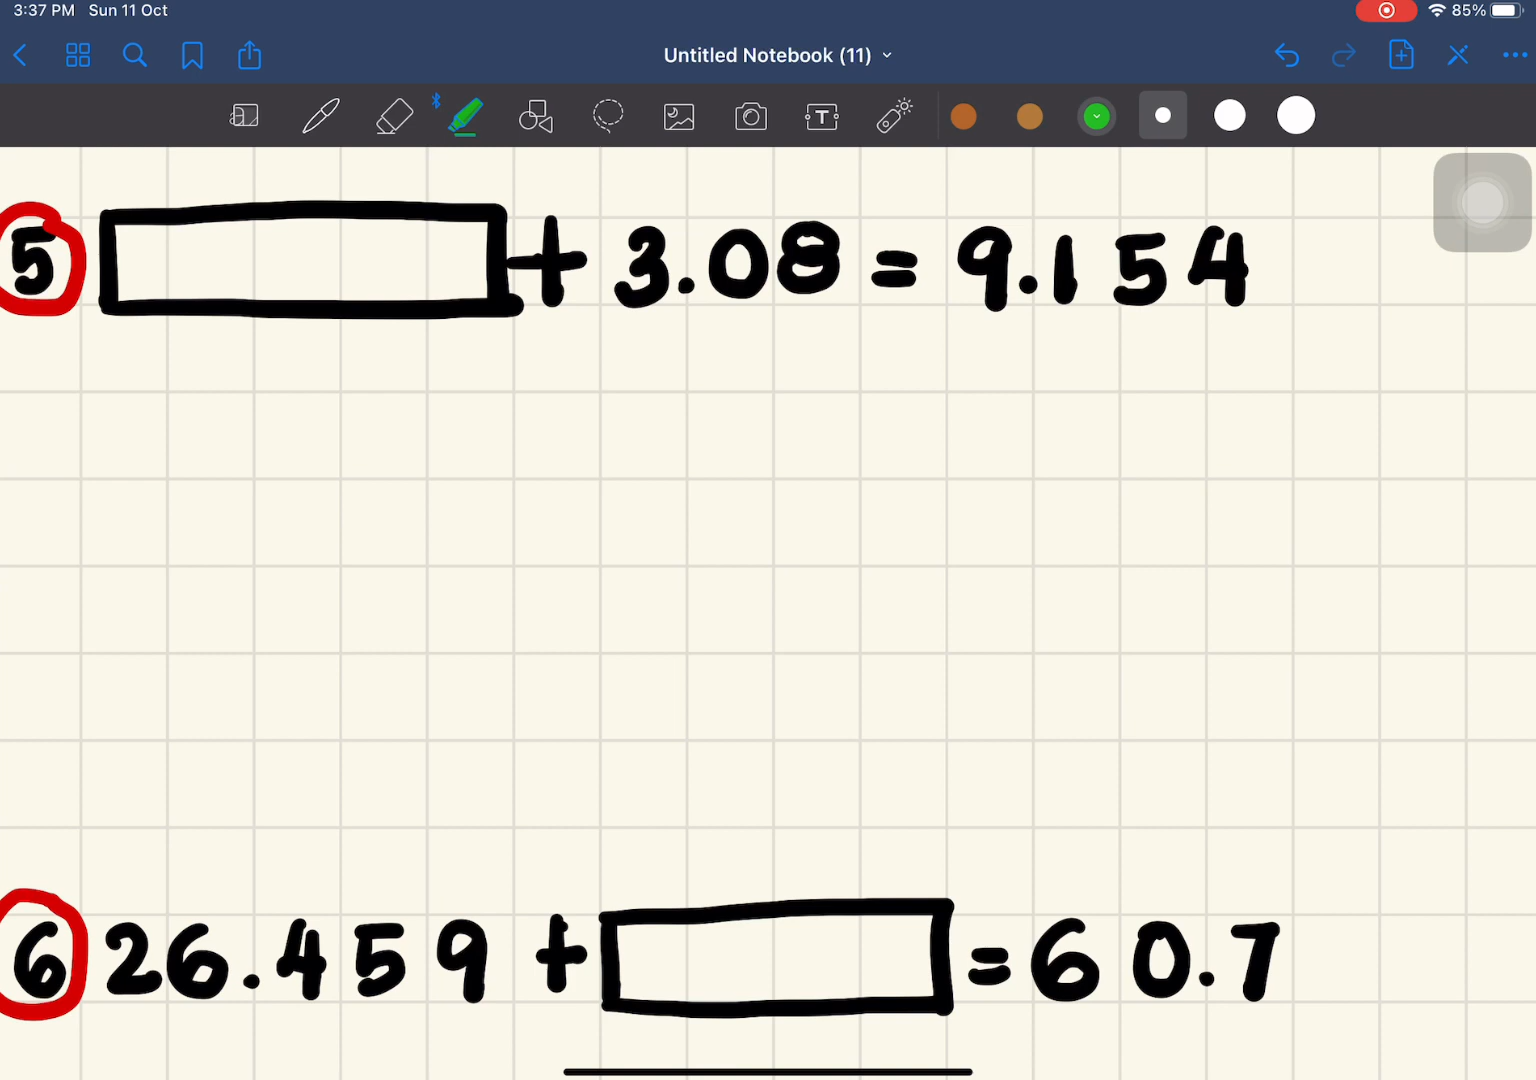 3:37 PM Sun 11 Oct 85%
Untitled Notebook (11)
T
5 + 3.08 = 9.154
6 26.459 + = 60.7